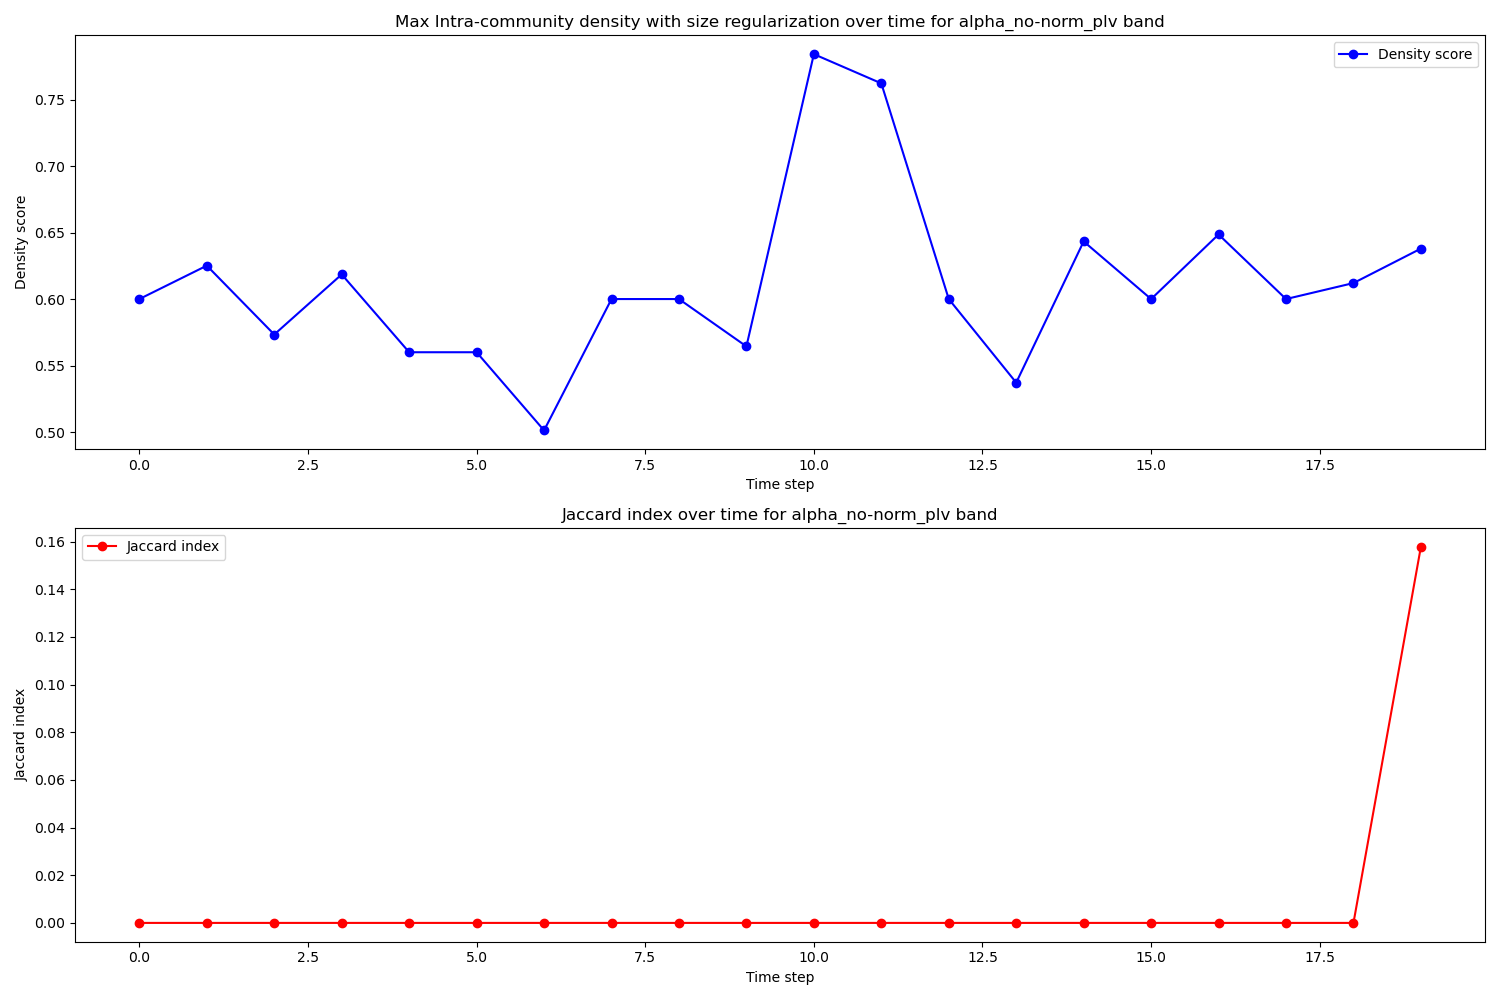 Max Intra-community density with size regularization over time for alpha_no-norm_plv band
Density score
Density score
0.75
0.70
0.65
0.60
0.55
0.50
0.0 2.5 5.0 7.5 10.0 12.5 15.0 17.5
Time step
Jaccard index over time for alpha_no-norm_plv band
Jaccard index
Jaccard index
0.16
0.14
0.12
0.10
0.08
0.06
0.04
0.02
0.00
0.0 2.5 5.0 7.5 10.0 12.5 15.0 17.5
Time step